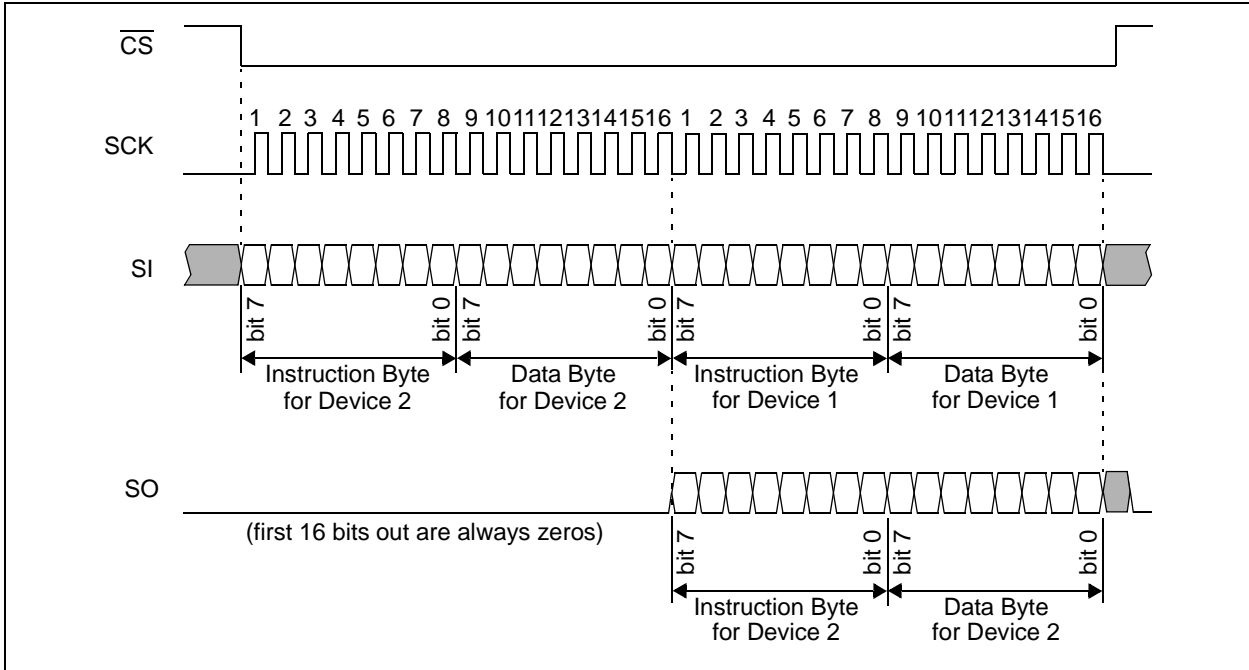 CS
1 2 3 4 5 6 7 8 9 10 11 12 13 14 15 16 1 2 3 4 5 6 7 8 9 10 11 12 13 14 15 16
SCK
SI
bit 7 bit 0 bit 7 bit 0 bit 7 bit 0 bit 7 bit 0
Instruction Byte Data Byte Instruction Byte Data Byte
for Device 2 for Device 2 for Device 1 for Device 1
SO
(first 16 bits out are always zeros)
bit 7 bit 0 bit 7 bit 0
Instruction Byte Data Byte
for Device 2 for Device 2